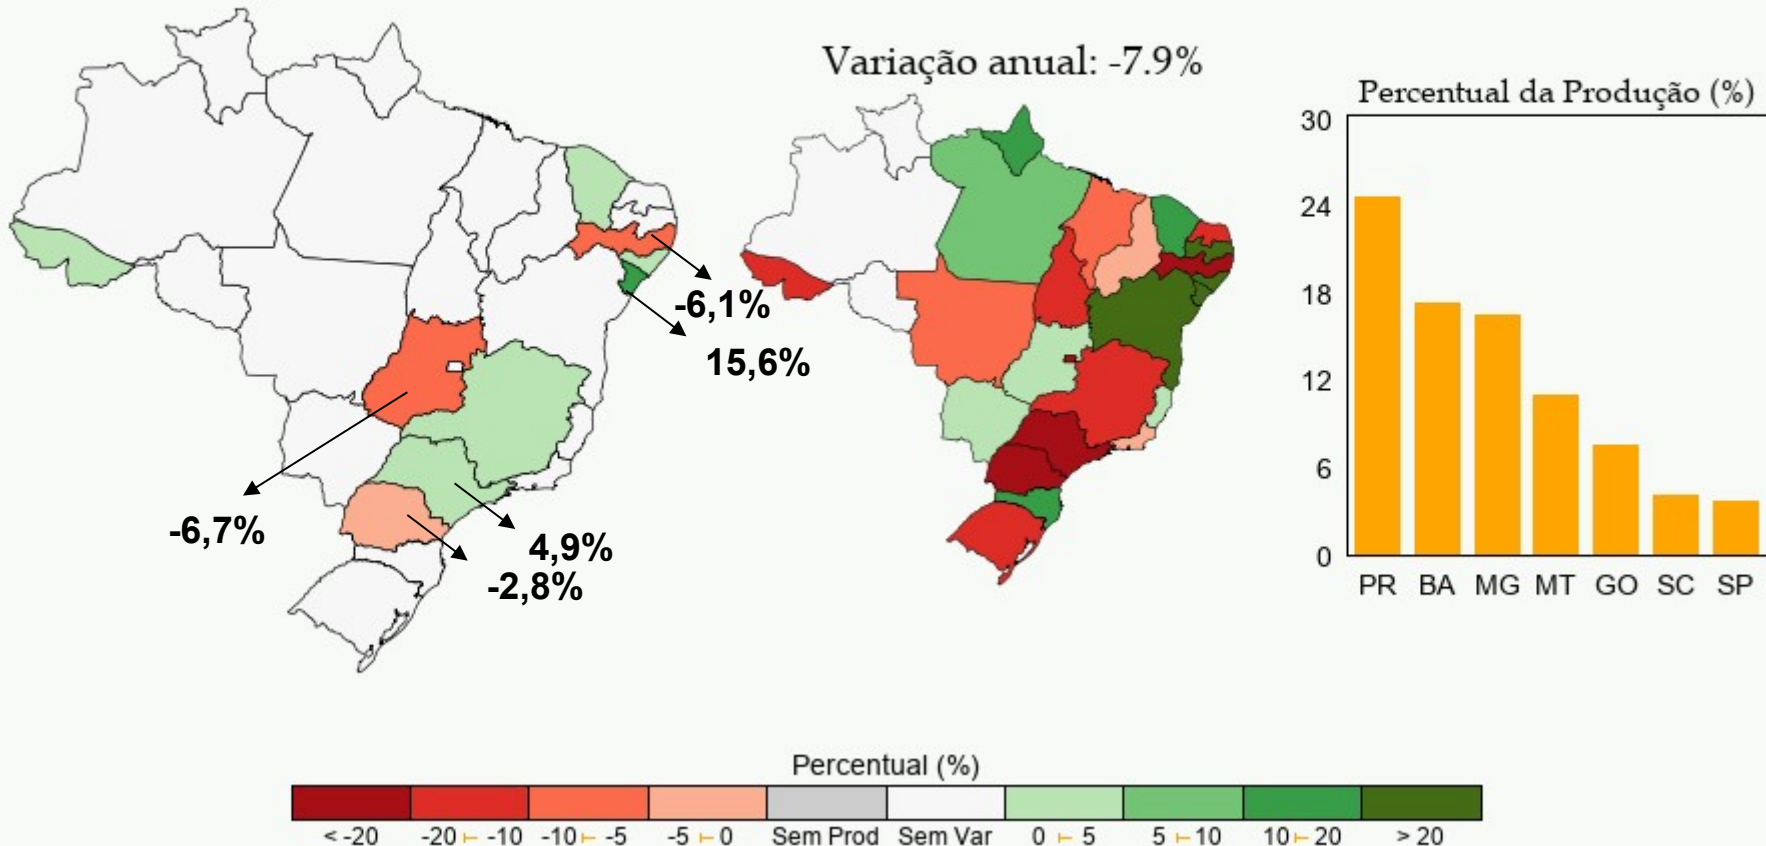 Variação anual: -7.9%
-6,1%
15,6%
-6,7%
4,9%
-2,8%
Percentual da Produção (%)
30
24
18
12
6
0
PR BA MG MT GO SC SP
Percentual (%)
< -20 -20 ⊢ -10 -10 ⊢ -5 -5 ⊢ 0 Sem Prod Sem Var 0 ⊢ 5 5 ⊢ 10 10 ⊢ 20 > 20